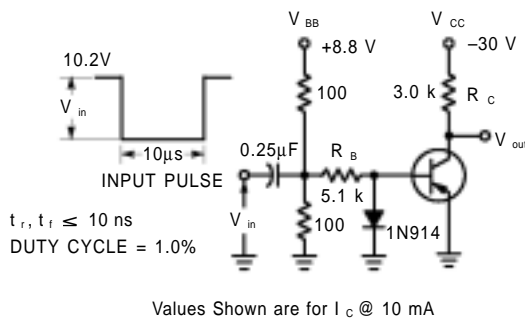 V BB
+8.8 V
V CC
–30 V
10.2V
V in
10μs
INPUT PULSE
t r, t f ≤ 10 ns
DUTY CYCLE = 1.0%
100
3.0 k
R C
V out
0.25μF
R B
5.1 k
V in
100
1N914
Values Shown are for I C @ 10 mA